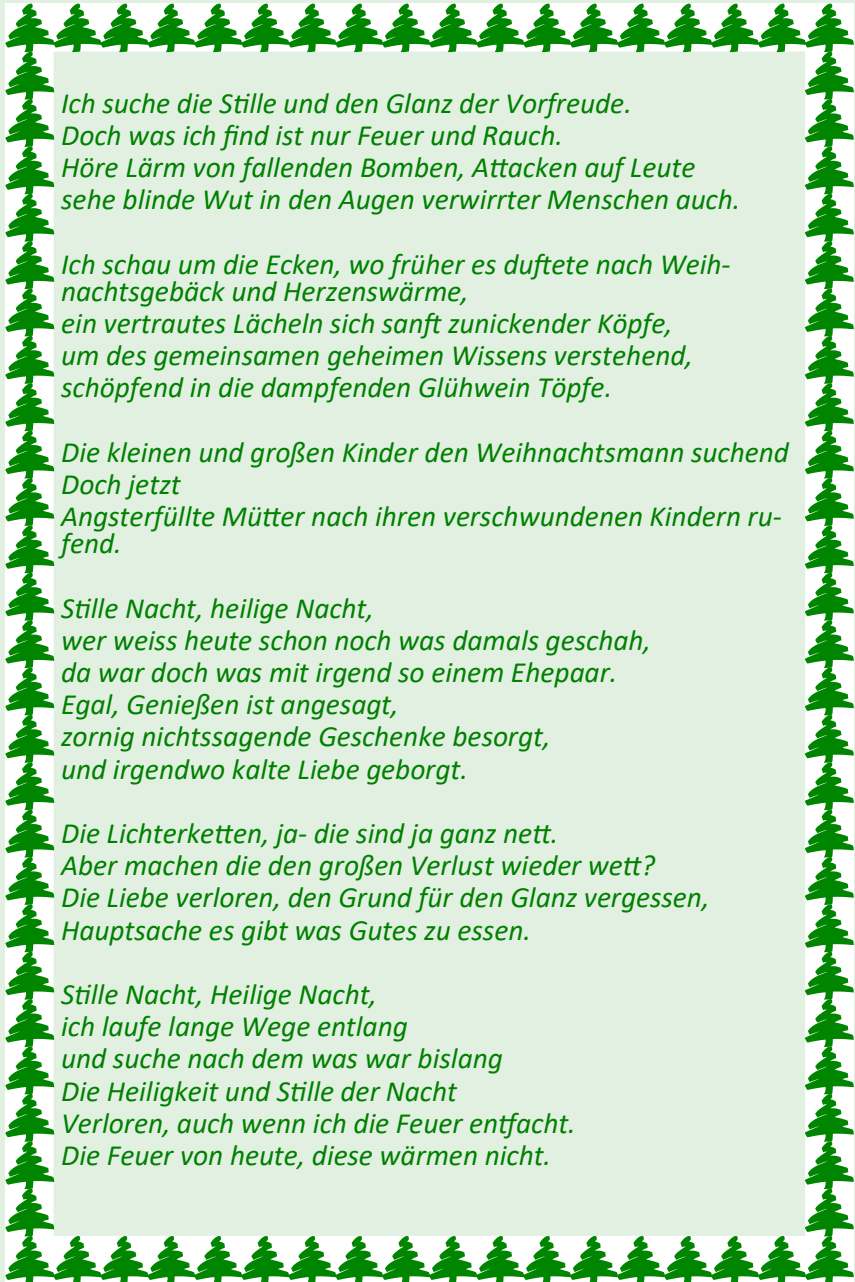 Ich suche die Stille und den Glanz der Vorfreude.
Doch was ich find ist nur Feuer und Rauch.
Höre Lärm von fallenden Bomben, Attacken auf Leute
sehe blinde Wut in den Augen verwirrter Menschen auch.

Ich schau um die Ecken, wo früher es duftete nach Weih-
nachtsgebäck und Herzenswärme,
ein vertrautes Lächeln sich sanft zunickender Köpfe,
um des gemeinsamen geheimen Wissens verstehend,
schöpfend in die dampfenden Glühwein Töpfe.

Die kleinen und großen Kinder den Weihnachtsmann suchend
Doch jetzt
Angsterfüllte Mütter nach ihren verschwundenen Kindern ru-
fend.

Stille Nacht, heilige Nacht,
wer weiss heute schon noch was damals geschah,
da war doch was mit irgend so einem Ehepaar.
Egal, Genießen ist angesagt,
zornig nichtssagende Geschenke besorgt,
und irgendwo kalte Liebe geborgt.

Die Lichterketten, ja- die sind ja ganz nett.
Aber machen die den großen Verlust wieder wett?
Die Liebe verloren, den Grund für den Glanz vergessen,
Hauptsache es gibt was Gutes zu essen.

Stille Nacht, Heilige Nacht,
ich laufe lange Wege entlang
und suche nach dem was war bislang
Die Heiligkeit und Stille der Nacht
Verloren, auch wenn ich die Feuer entfacht.
Die Feuer von heute, diese wärmen nicht.